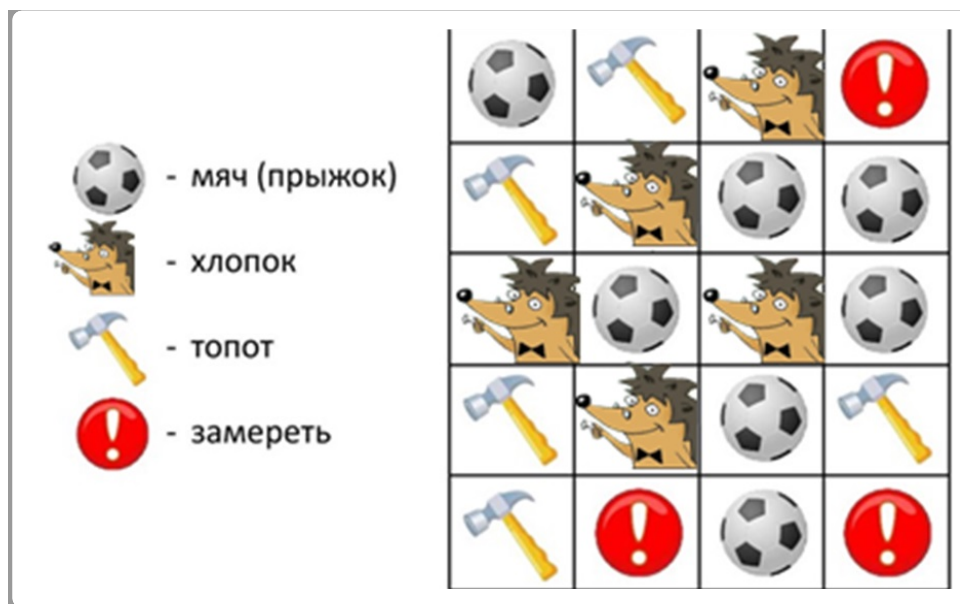 - мяч (прыжок)
- хлопок
- топот
- замереть